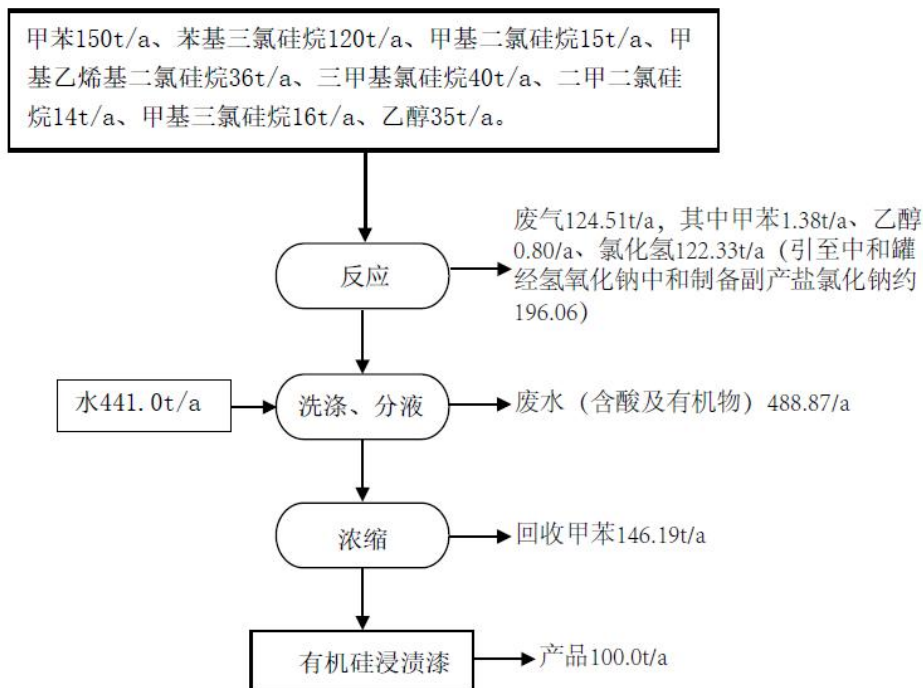 甲苯150t/a、苯基三氯硅烷120t/a、甲基二氯硅烷15t/a、甲
基乙烯基二氯硅烷36t/a、三甲基氯硅烷40t/a、二甲二氯硅
烷14t/a、甲基三氯硅烷16t/a、乙醇35t/a。
废气124.51t/a，其中甲苯1.38t/a、乙醇
0.80/a、氯化氢122.33t/a（引至中和罐
经氢氧化钠中和制备副产盐氯化钠约
196.06）
反应
水441.0t/a
洗涤、分液
废水（含酸及有机物）488.87/a
浓缩
回收甲苯146.19t/a
有机硅浸渍漆
产品100.0t/a